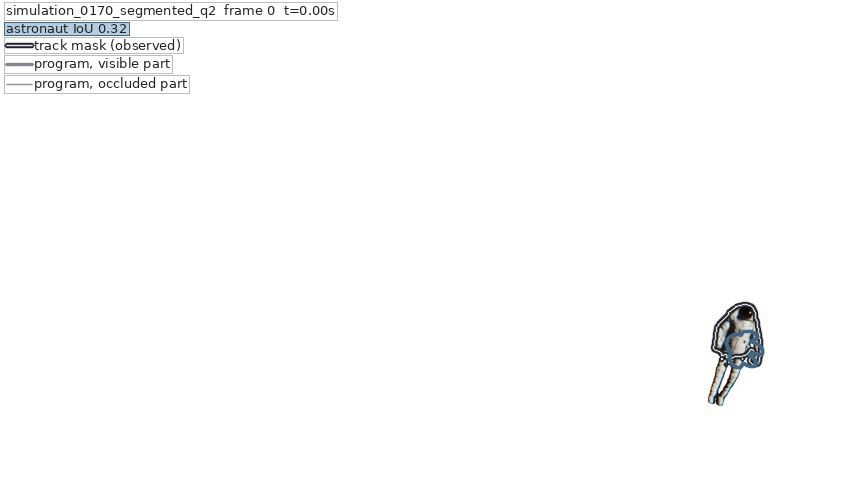 simulation_0170_segmented_q2  frame 0  t=0.00s
astronaut IoU 0.32
track mask (observed)
program, visible part
program, occluded part